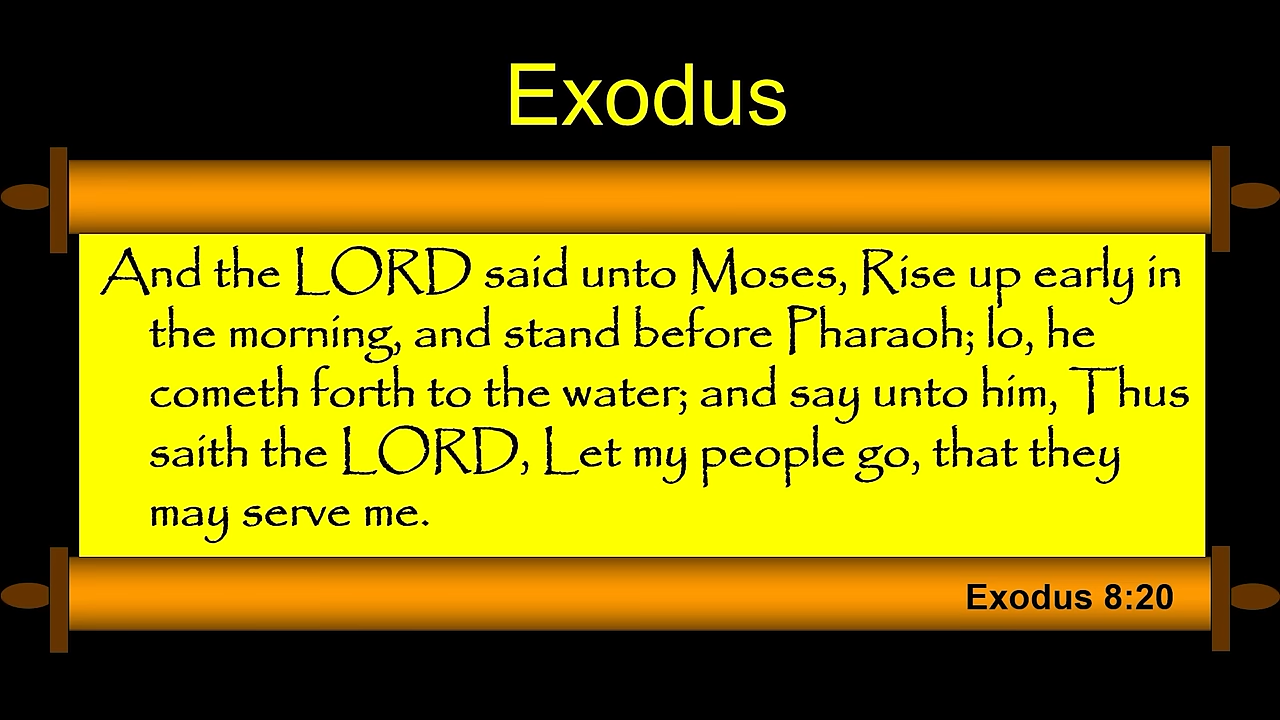 Exodus
And the LORD said unto Moses, Rise up early in
the morning, and stand before Pharaoh; lo, he
cometh forth to the water; and say unto him, Thus
saith the LORD, Let my people go, that they
may serve me.
Exodus 8:20